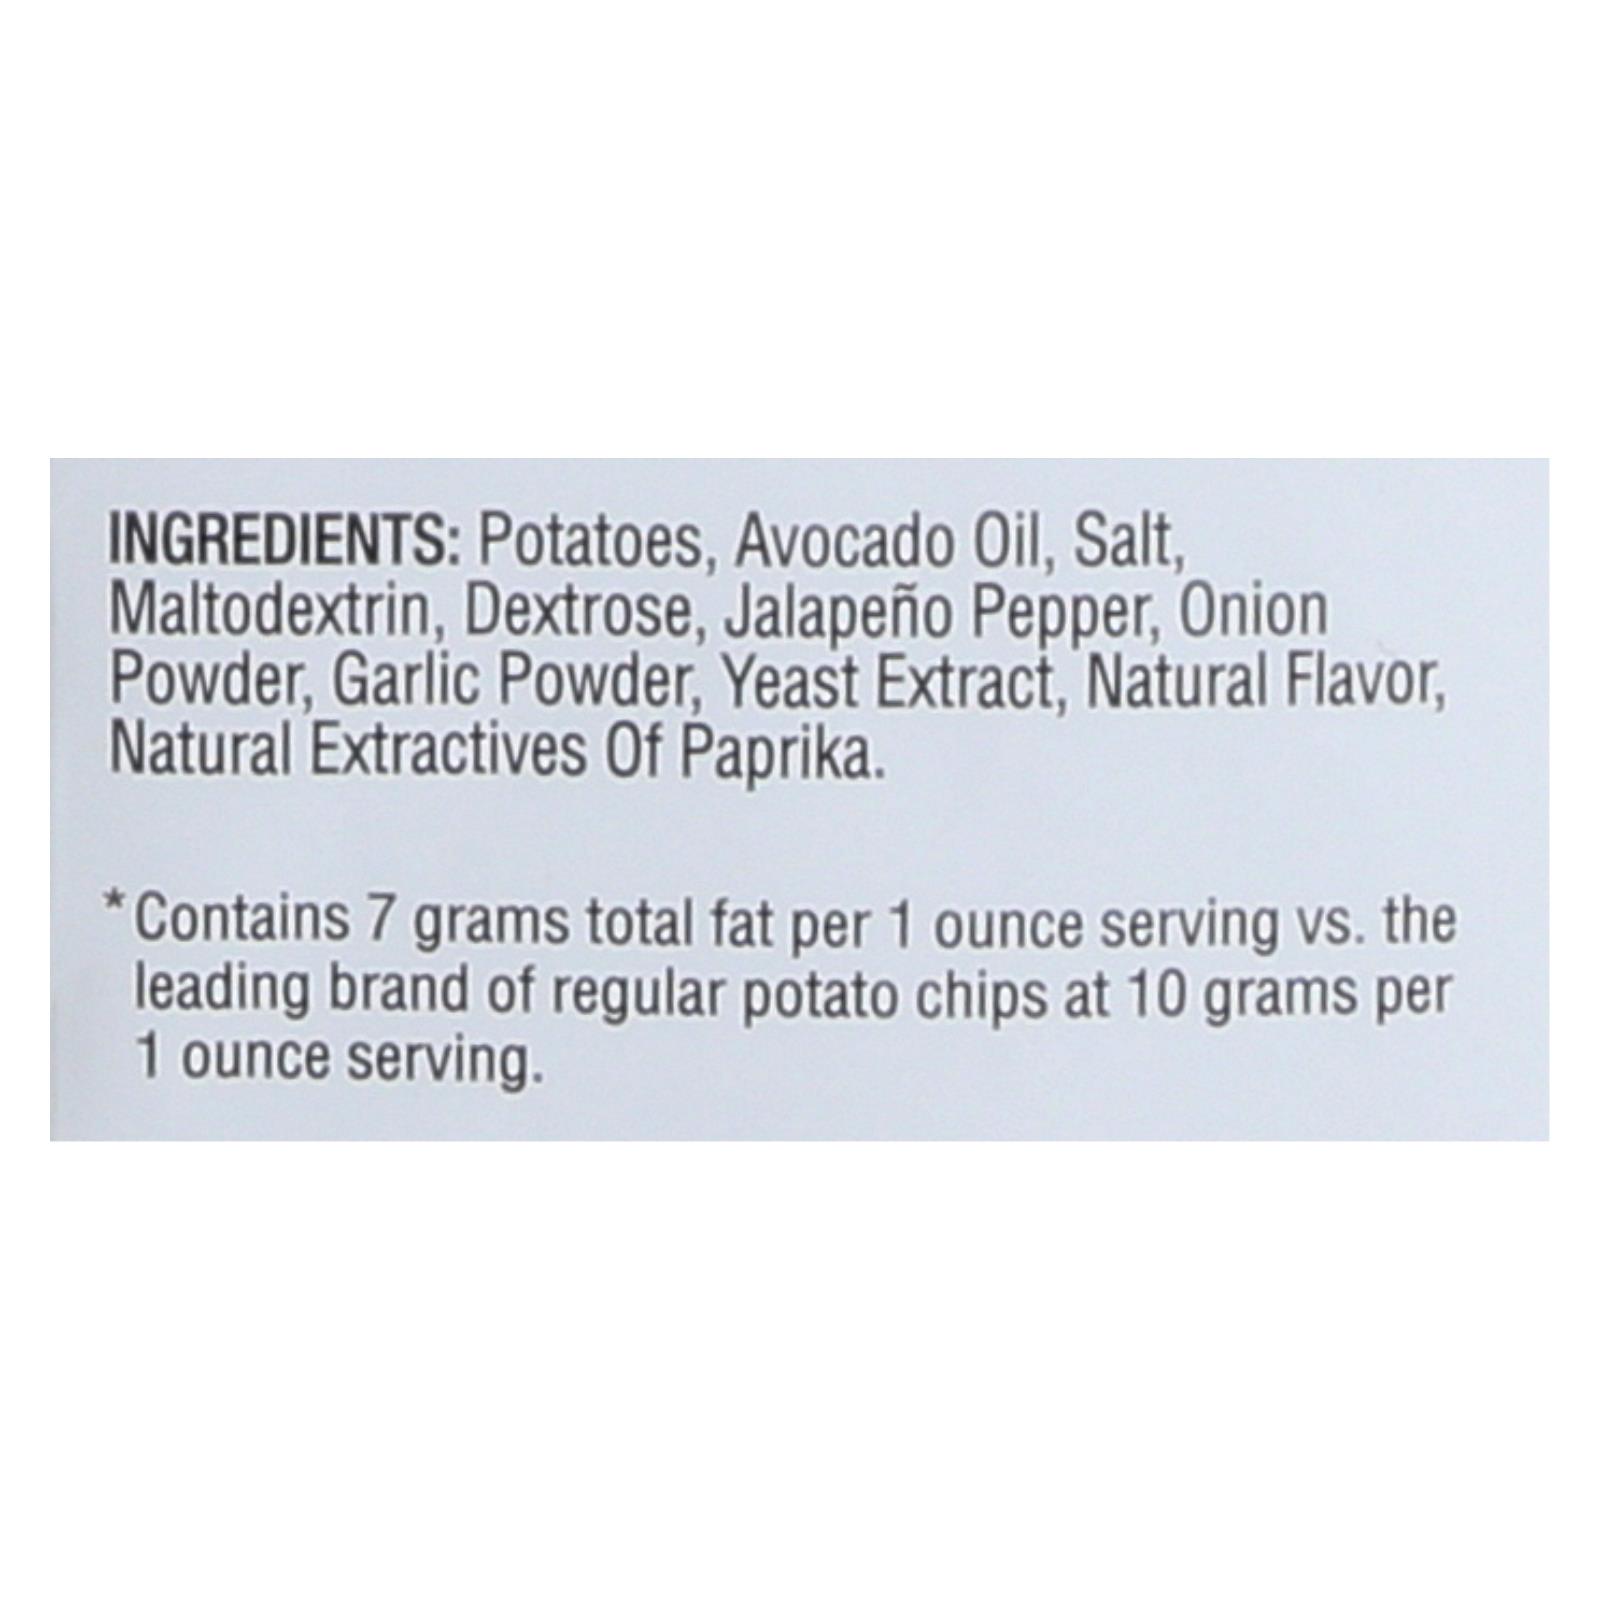 INGREDIENTS: Potatoes, Avocado Oil, Salt,
Maltodextrin, Dextrose, Jalapeño Pepper, Onion
Powder, Garlic Powder, Yeast Extract, Natural Flavor,
Natural Extractives Of Paprika.
*Contains 7 grams total fat per 1 ounce serving vs. the
leading brand of regular potato chips at 10 grams per
1 ounce serving.